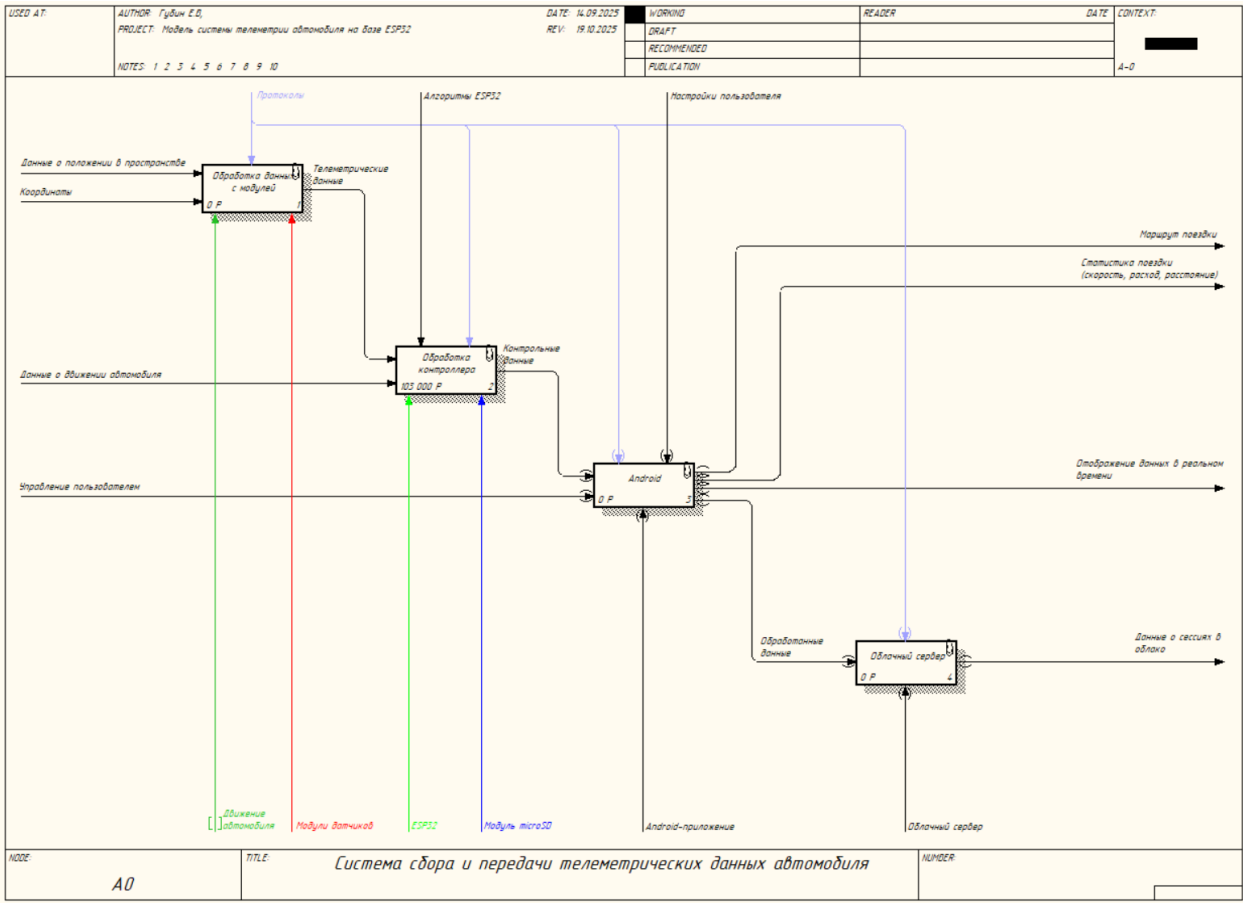 USED AT:
AUTHOR: Губин Е.В,
DATE: 14.09.2025
WORKING
READER
DATE
CONTEXT:
PROJECT: Модель системы телеметрии автомобиля на базе ESP32
REV: 19.10.2025
DRAFT
RECOMMENDED
NOTES: 1 2 3 4 5 6 7 8 9 10
PUBLICATION
A-0
Протоколы
Алгоритмы ESP32
Настройки пользователя
Данные о положении в пространстве
Координаты
Обработка данных
с модулей
0 Р
1
Телеметрические
данные
Маршрут поездки
Статистика поездки
(скорость, расход, расстояние)
Данные о движении автомобиля
Обработка
контроллера
103 000 Р
2
Контрольные
данные
Управление пользователем
Android
0 Р
3
Отображение данных в реальном
времени
Обработанные
данные
Облачный сервер
0 Р
4
Данные о сессиях в
облако
Движение
автомобиля
Модули датчиков
ESP32
Модуль microSD
Android-приложение
Облачный сервер
NODE:
A0
TITLE:
Система сбора и передачи телеметрических данных автомобиля
NUMBER: